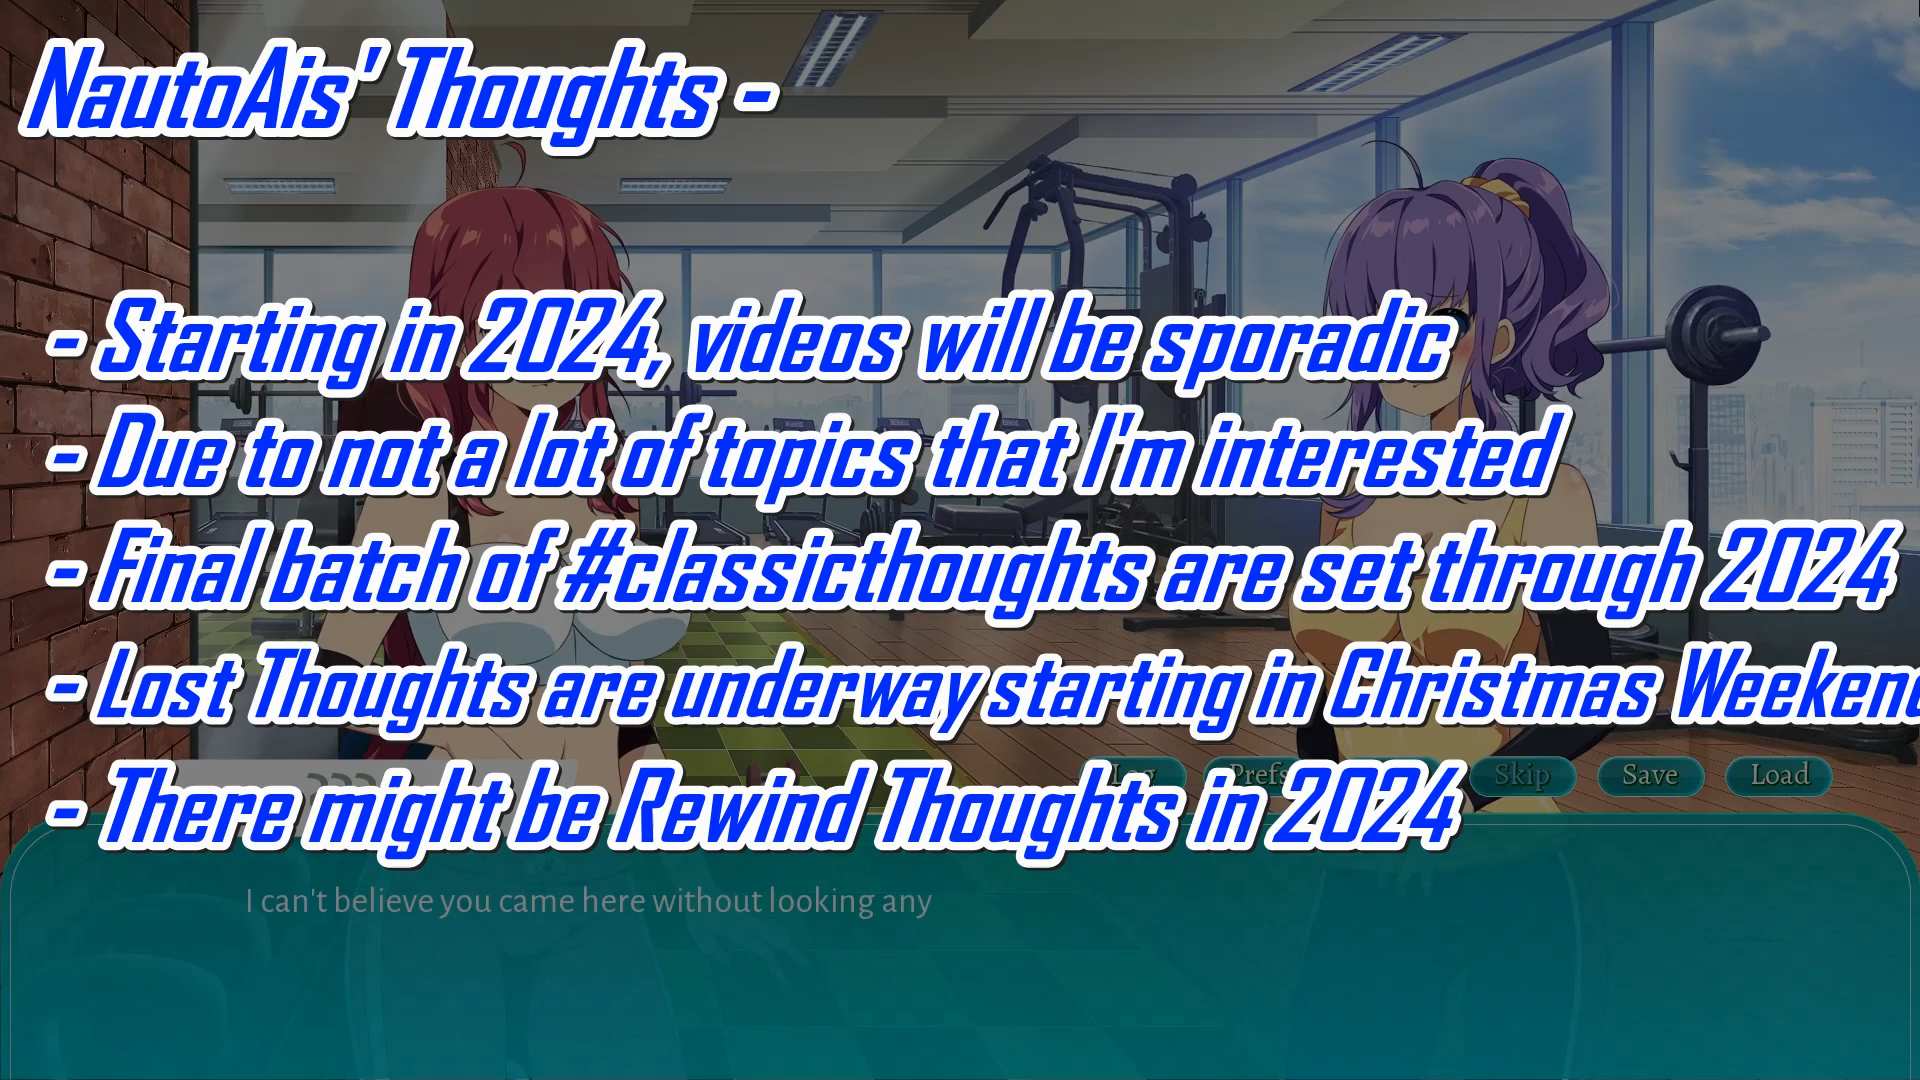 NautoAis' Thoughts -
- Starting in 2024, videos will be sporadic
- Due to not a lot of topics that I'm interested
- Final batch of #classicthoughts are set through 2024
- Lost Thoughts are underway starting in Christmas Weekend
Log Prefs Skip Save Load
???
- There might be Rewind Thoughts in 2024
I can't believe you came here without looking any